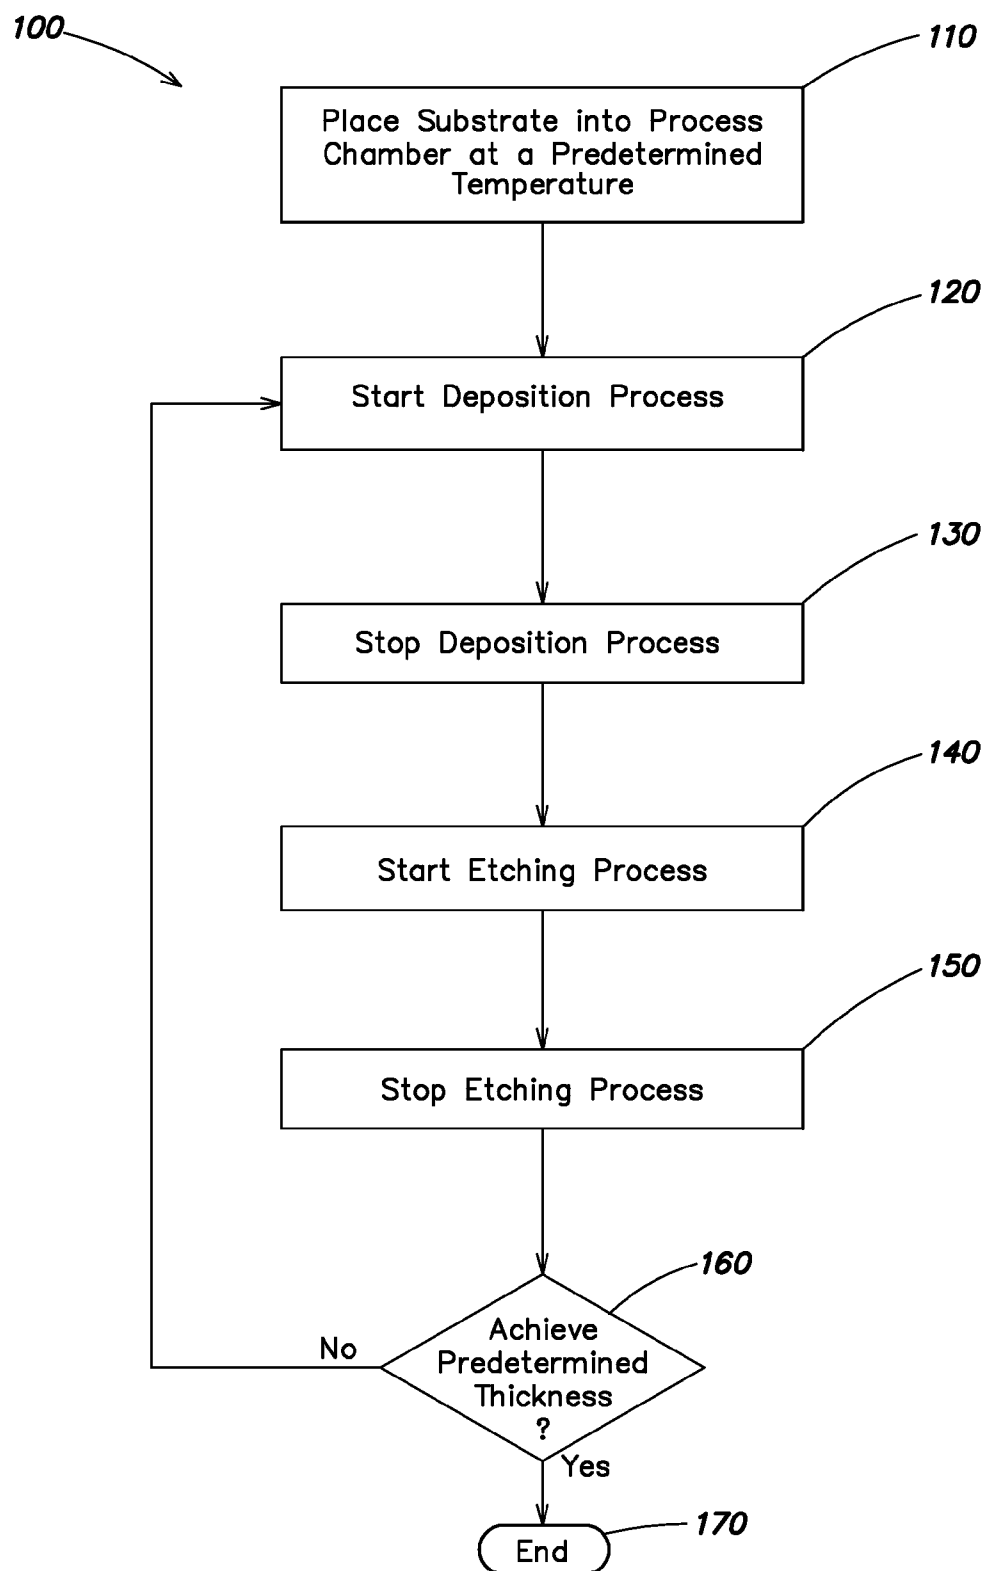 100
110
Place Substrate into Process
Chamber at a Predetermined
Temperature
120
Start Deposition Process
130
Stop Deposition Process
140
Start Etching Process
150
Stop Etching Process
160
Achieve
Predetermined
Thickness
?
No
Yes
170
End